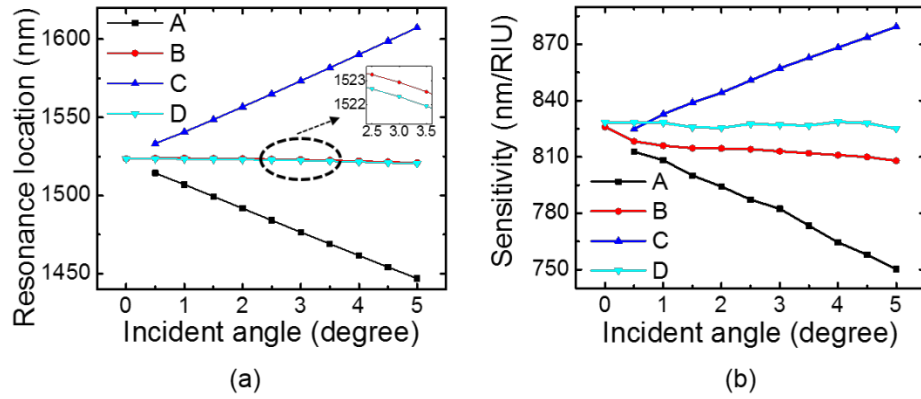 1600
1550
1500
1450
Resonance location (nm)
A
B
C
D
1523
1522
2.5 3.0 3.5
0 1 2 3 4 5
Incident angle (degree)
(a)
870
840
810
780
750
Sensitivity (nm/RIU)
A
B
C
D
0 1 2 3 4 5
Incident angle (degree)
(b)